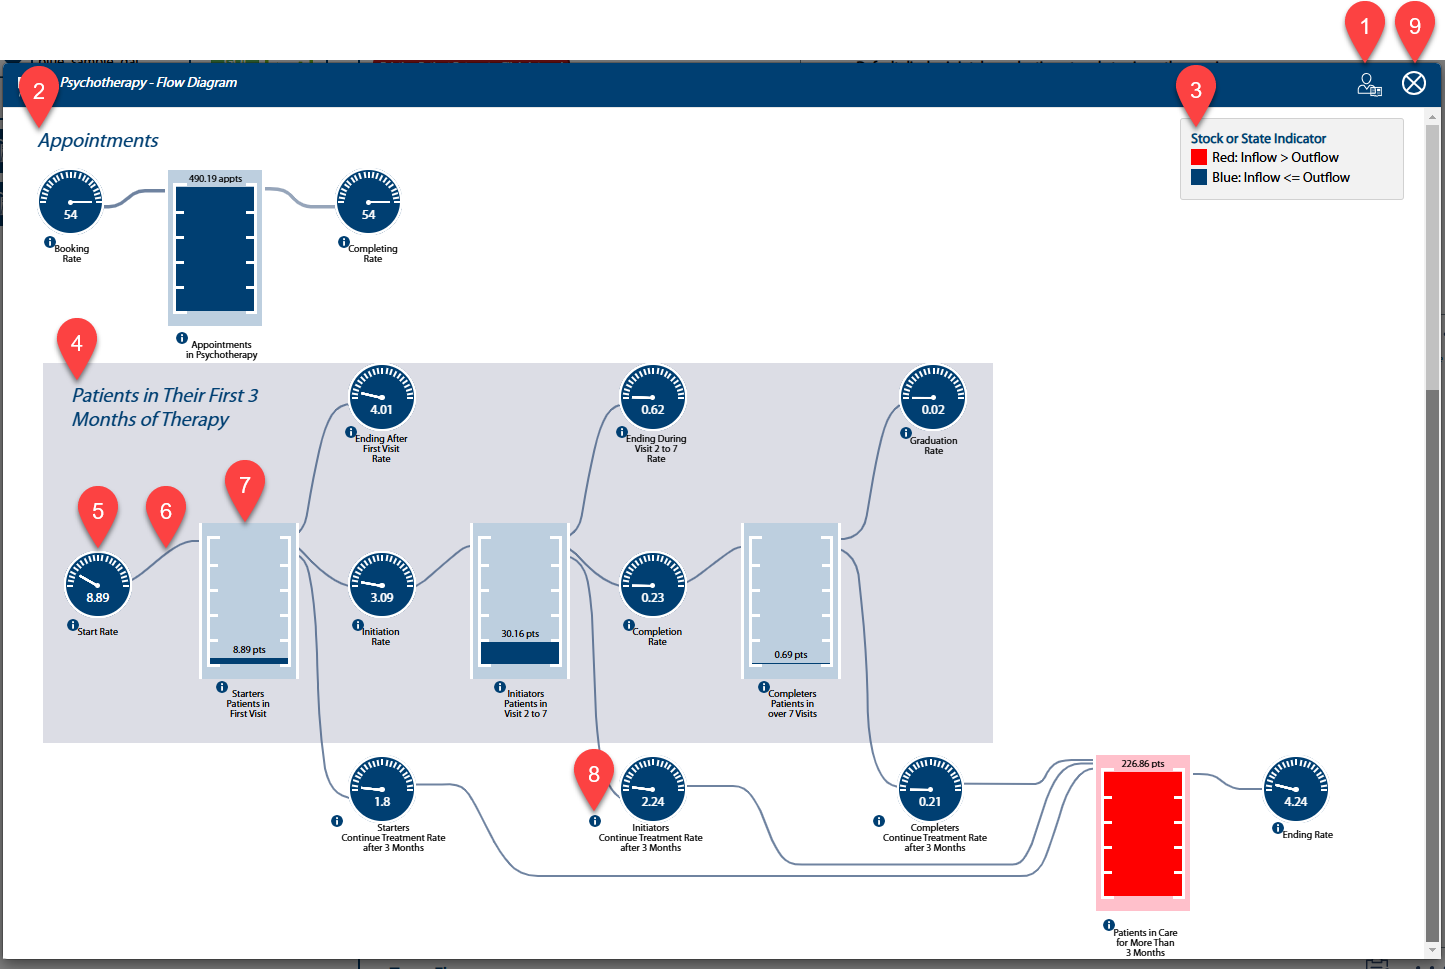 1
9
Psychotherapy - Flow Diagram
2
3
Appointments
Stock or State Indicator
Red: Inflow > Outflow
Blue: Inflow <= Outflow
490.19 appts
54
54
Booking
Rate
Completing
Rate
Appointments
in Psychotherapy
4
Patients in Their First 3
Months of Therapy
4.01
Ending After
First Visit
Rate
0.62
Ending During
Visit 2 to 7
Rate
0.02
Graduation
Rate
5
6
7
8.89
Start Rate
8.89 pts
Starters
Patients in
First Visit
3.09
Initiation
Rate
30.16 pts
Initiators
Patients in
Visit 2 to 7
0.23
Completion
Rate
0.69 pts
Completers
Patients in
over 7 Visits
8
1.8
Starters
Continue Treatment Rate
after 3 Months
2.24
Initiators
Continue Treatment Rate
after 3 Months
0.21
Completers
Continue Treatment Rate
after 3 Months
226.86 pts
Patients in Care
for More Than
3 Months
4.24
Ending Rate